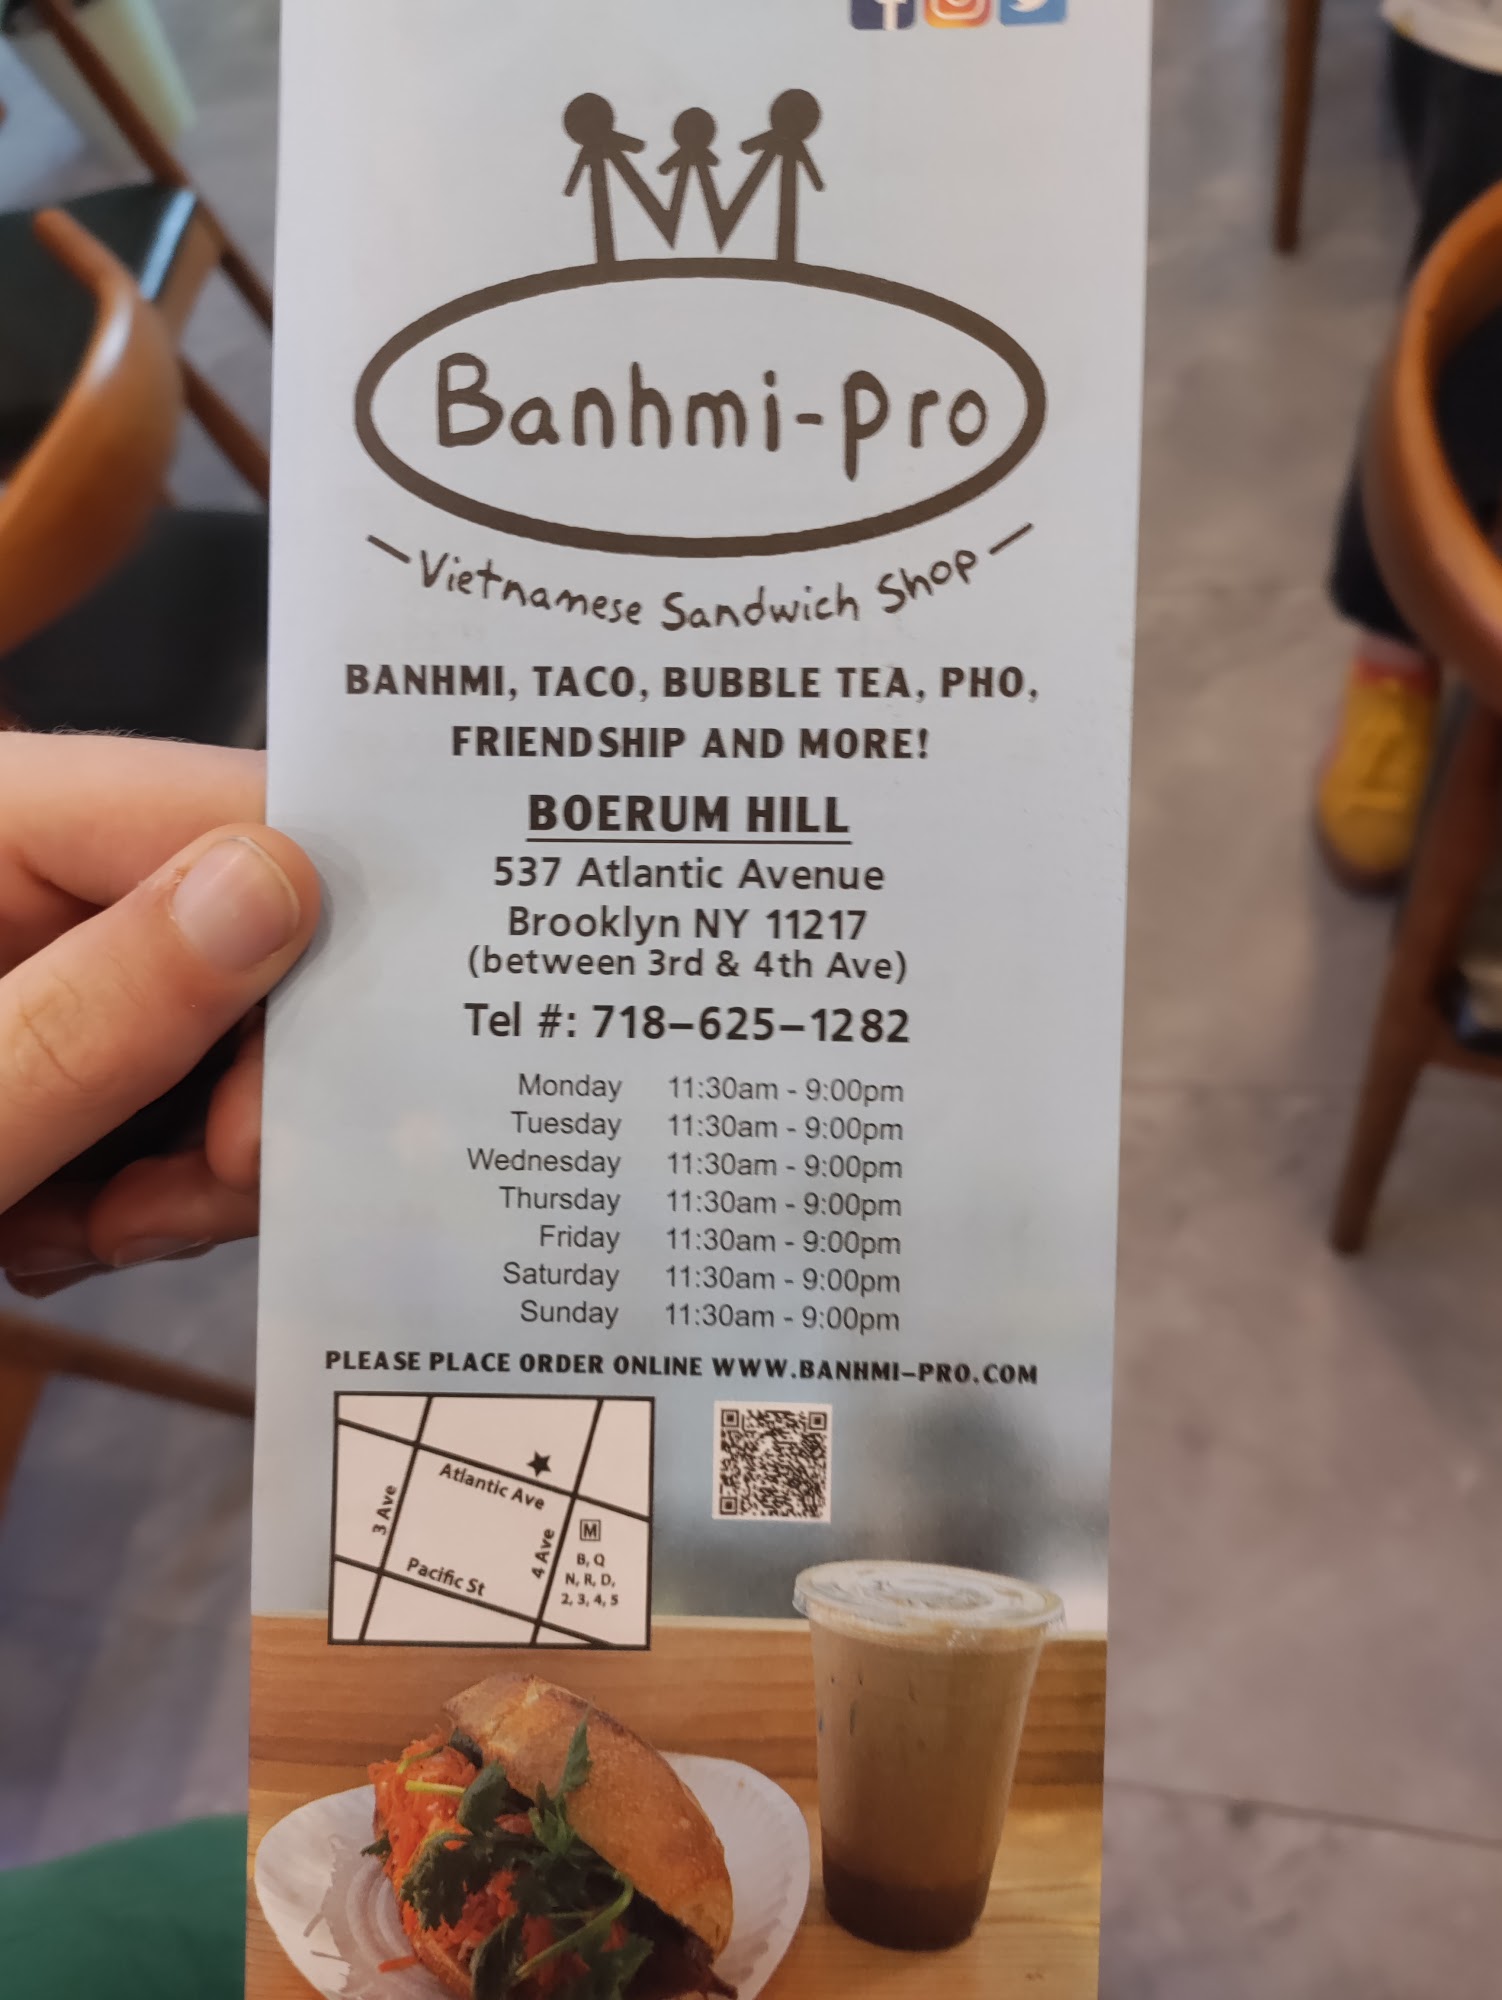 Banhmi-pro
Vietnamese Sandwich Shop
BANHMI, TACO, BUBBLE TEA, PHO,
FRIENDSHIP AND MORE!
BOERUM HILL
537 Atlantic Avenue
Brooklyn NY 11217
(between 3rd & 4th Ave)
Tel #: 718-625-1282
Monday 11:30am - 9:00pm
Tuesday 11:30am - 9:00pm
Wednesday 11:30am - 9:00pm
Thursday 11:30am - 9:00pm
Friday 11:30am - 9:00pm
Saturday 11:30am - 9:00pm
Sunday 11:30am - 9:00pm
PLEASE PLACE ORDER ONLINE WWW.BANHMI-PRO.COM
Atlantic Ave
3 Ave
4 Ave
Pacific St
M
B, Q
N, R, D,
2, 3, 4, 5